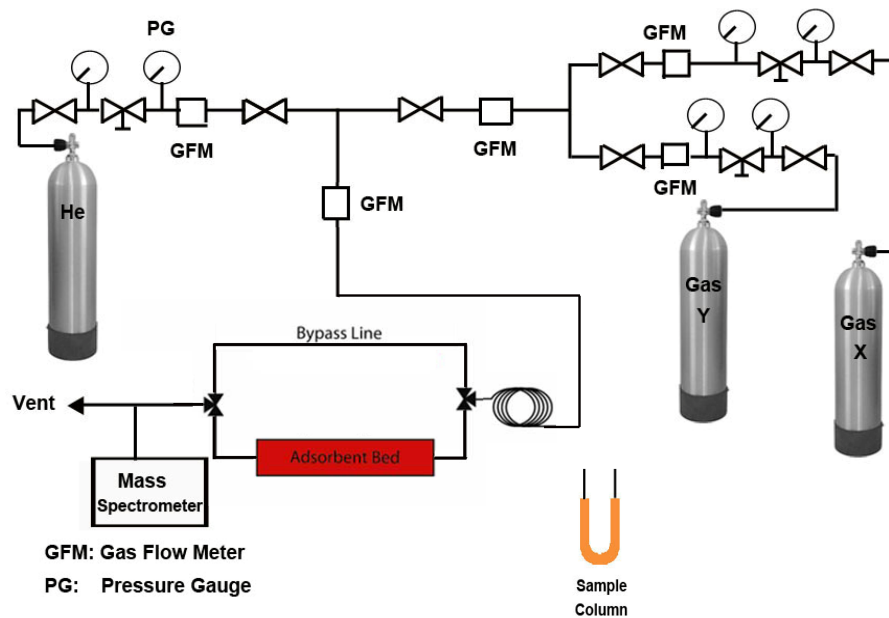 PG
GFM
GFM
GFM
GFM
He
GFM
Gas
Y
Gas
X
Bypass Line
Vent
Adsorbent Bed
Mass
Spectrometer
GFM: Gas Flow Meter
PG: Pressure Gauge
Sample
Column